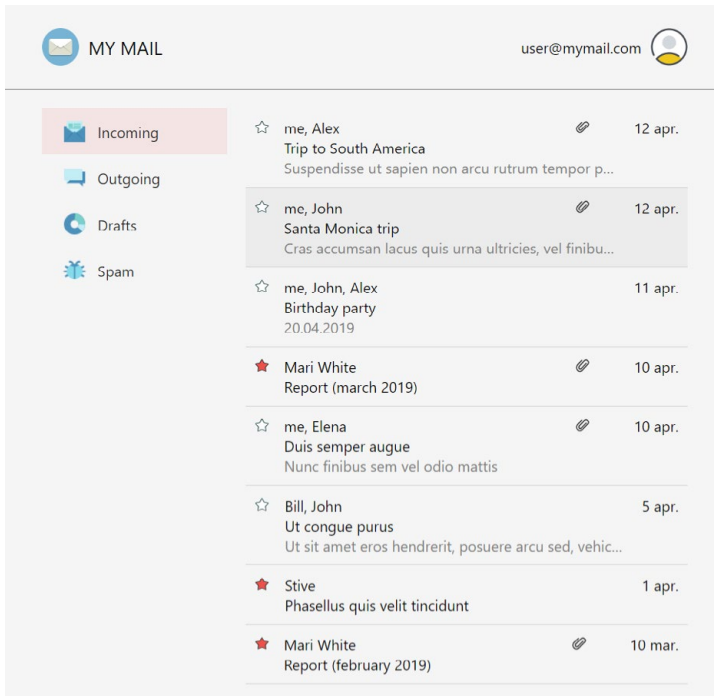 MY MAIL
user@mymail.com
Incoming
Outgoing
Drafts
Spam
me, Alex 12 apr.
Trip to South America
Suspendisse ut sapien non arcu rutrum tempor p...
me, John 12 apr.
Santa Monica trip
Cras accumsan lacus quis urna ultricies, vel finibu...
me, John, Alex 11 apr.
Birthday party
20.04.2019
Mari White 10 apr.
Report (march 2019)
me, Elena 10 apr.
Duis semper augue
Nunc finibus sem vel odio mattis
Bill, John 5 apr.
Ut congue purus
Ut sit amet eros hendrerit, posuere arcu sed, vehic...
Stive 1 apr.
Phasellus quis velit tincidunt
Mari White 10 mar.
Report (february 2019)